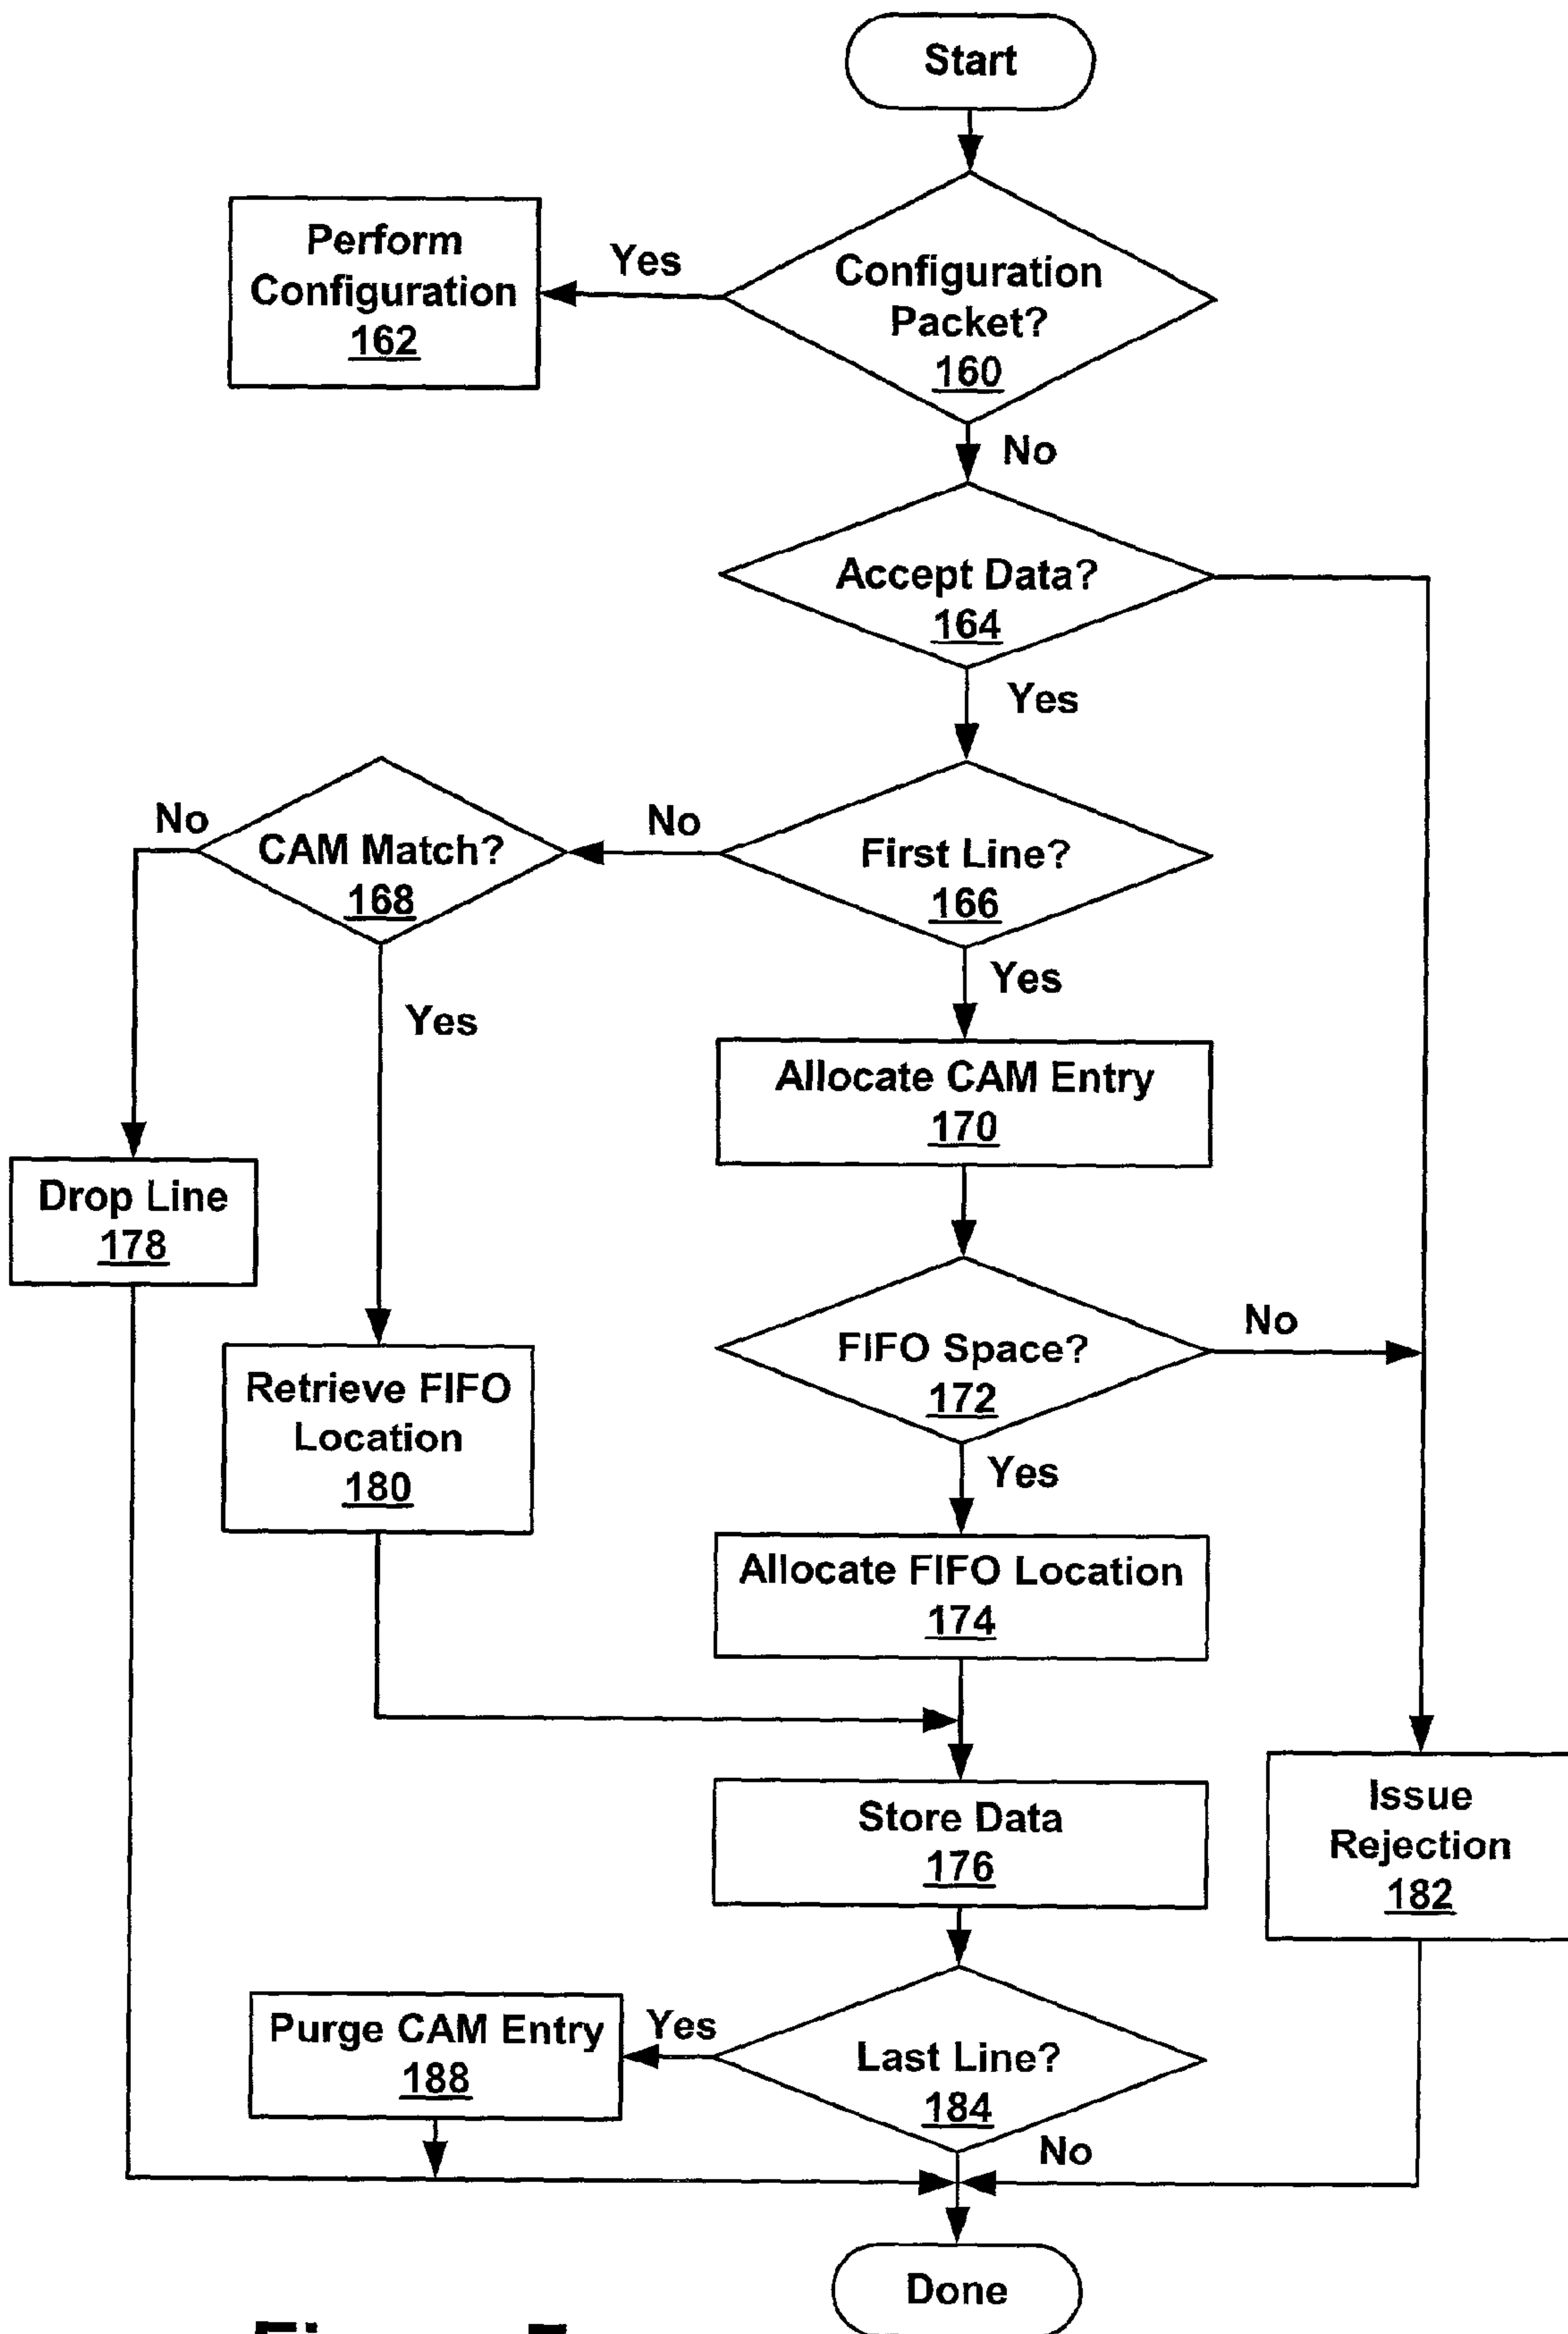 Start
Configuration
Packet?
160
Yes
Perform
Configuration
162
No
Accept Data?
164
Yes
First Line?
166
No
CAM Match?
168
No
Yes
Yes
Allocate CAM Entry
170
Drop Line
178
FIFO Space?
172
No
Retrieve FIFO
Location
180
Yes
Allocate FIFO Location
174
Store Data
176
Issue
Rejection
182
Last Line?
184
Yes
Purge CAM Entry
188
No
Done